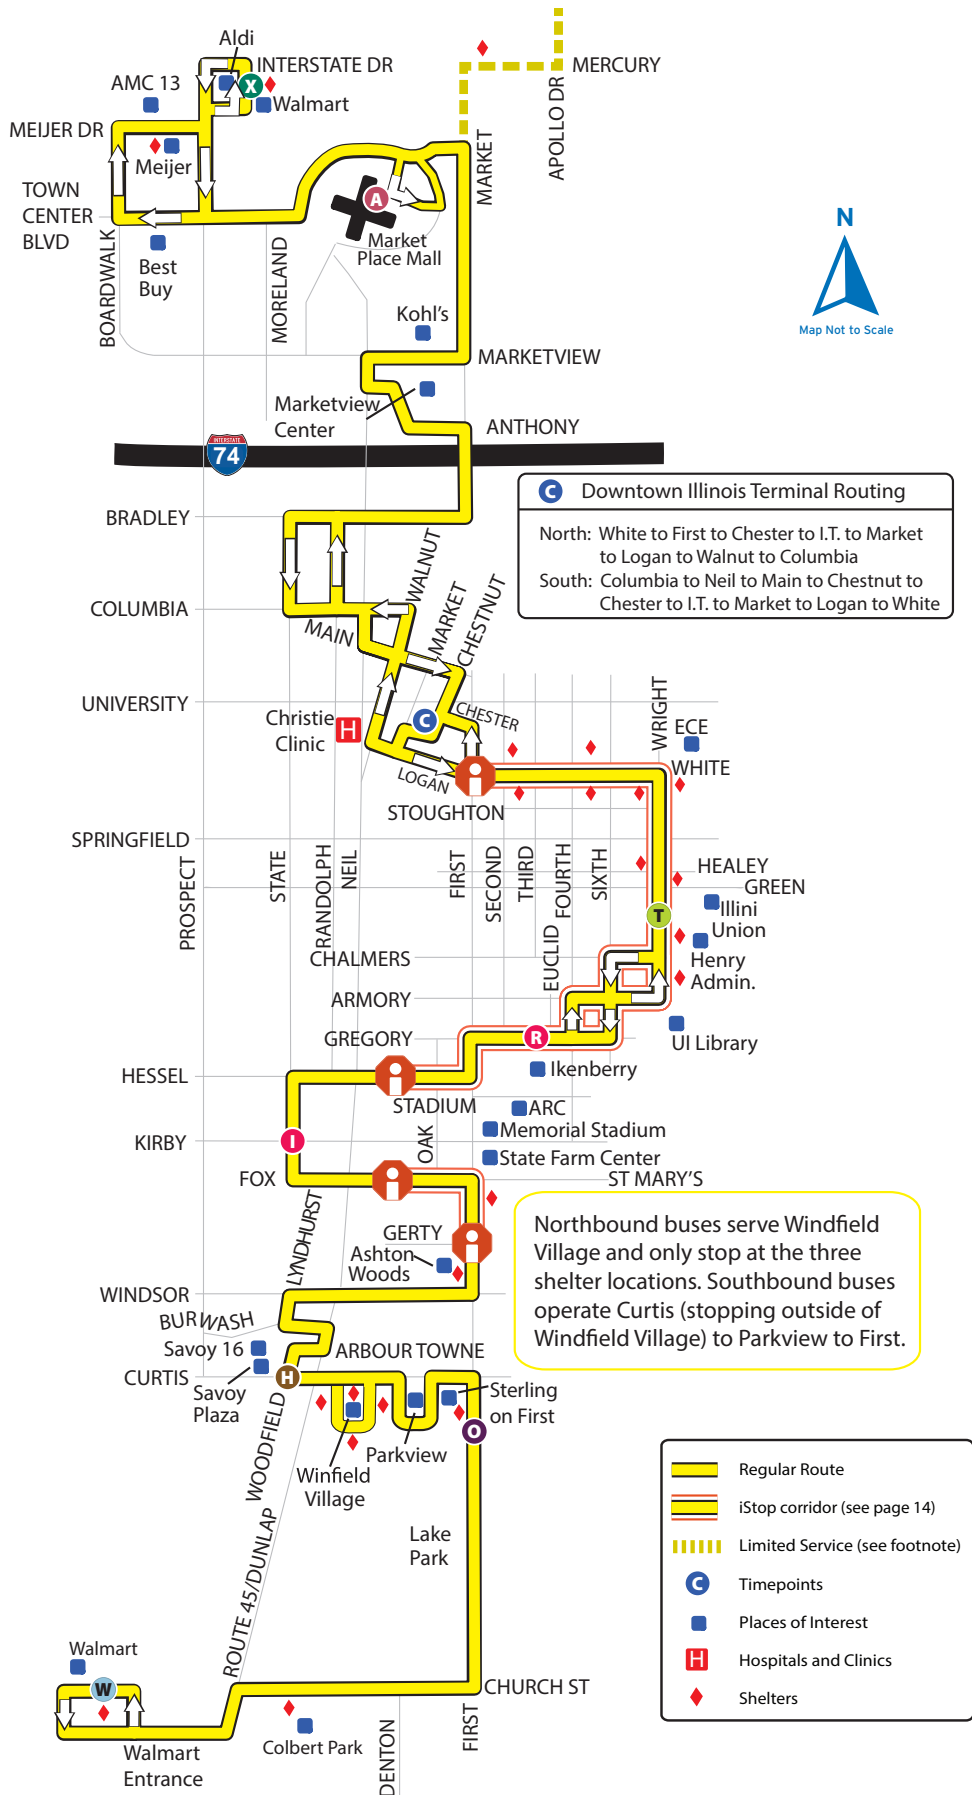 Aldi
INTERSTATE DR
AMC 13
X
Walmart
MEIJER DR
Meijer
MERCURY
APOLLO DR
MARKET
TOWN
CENTER
BLVD
A
Market
Place Mall
BOARDWALK
Best
Buy
MORELAND
N
Map Not to Scale
Kohl's
MARKETVIEW
Marketview
Center
ANTHONY
INTERSTATE
74
C Downtown Illinois Terminal Routing
North: White to First to Chester to I.T. to Market
to Logan to Walnut to Columbia
South: Columbia to Neil to Main to Chestnut to
Chester to I.T. to Market to Logan to White
BRADLEY
COLUMBIA
MAIN
WALNUT
MARKET
CHESTNUT
UNIVERSITY
Christie
Clinic
H
C
CHESTER
LOGAN
WRIGHT
ECE
WHITE
STOUGHTON
SPRINGFIELD
PROSPECT
STATE
RANDOLPH
NEIL
FIRST
SECOND
THIRD
FOURTH
SIXTH
HEALEY
GREEN
T
Illini
Union
Henry
Admin.
CHALMERS
EUCLID
ARMORY
GREGORY
R
UI Library
Ikenberry
HESSEL
STADIUM
ARC
Memorial Stadium
KIRBY
I
OAK
State Farm Center
FOX
ST MARY'S
LYNDHURST
GERTY
Ashton
Woods
Northbound buses serve Windfield
Village and only stop at the three
shelter locations. Southbound buses
operate Curtis (stopping outside of
Windfield Village) to Parkview to First.
WINDSOR
BURWASH
Savoy 16
ARBOUR TOWNE
CURTIS
H
Savoy
Plaza
Sterling
on First
WOODFIELD
O
Parkview
Winfield
Village
Lake
Park
ROUTE 45/DUNLAP
Regular Route
iStop corridor (see page 14)
Limited Service (see footnote)
C Timepoints
Places of Interest
H Hospitals and Clinics
Shelters
Walmart
W
CHURCH ST
Colbert Park
DENTON
FIRST
Walmart
Entrance